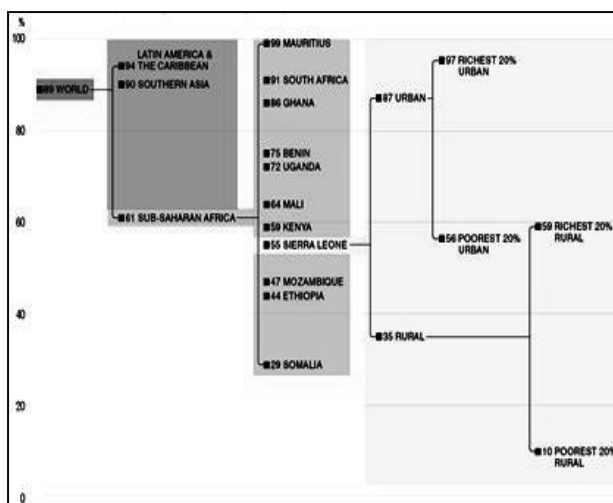 %
100
80
60
40
20
0
89 WORLD
LATIN AMERICA &
94 THE CARIBBEAN
90 SOUTHERN ASIA
61 SUB-SAHARAN AFRICA
99 MAURITIUS
91 SOUTH AFRICA
86 GHANA
75 BENIN
72 UGANDA
64 MALI
59 KENYA
55 SIERRA LEONE
47 MOZAMBIQUE
44 ETHIOPIA
29 SOMALIA
87 URBAN
35 RURAL
97 RICHEST 20%
URBAN
56 POOREST 20%
URBAN
59 RICHEST 20%
RURAL
10 POOREST 20%
RURAL